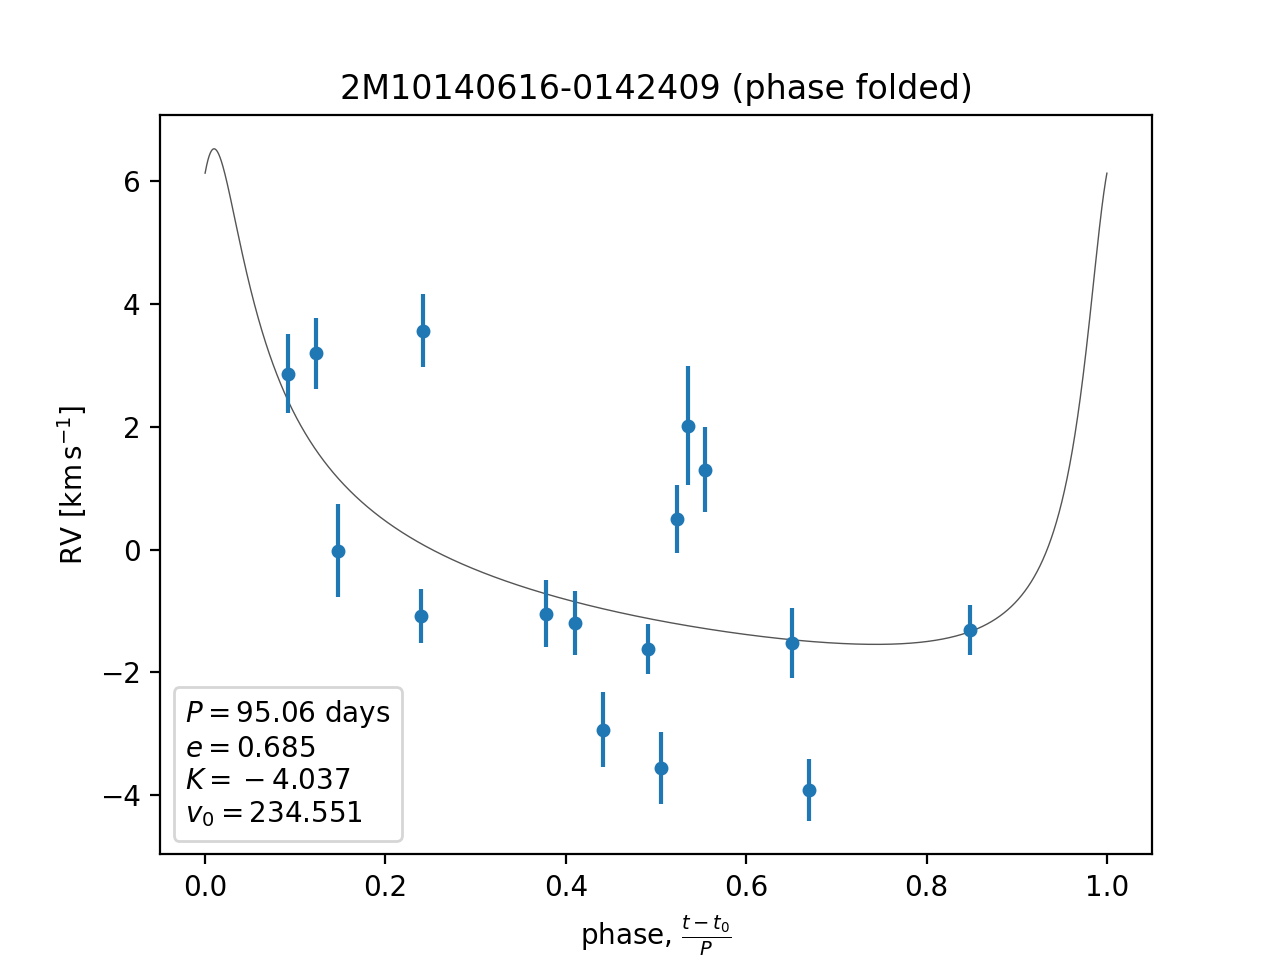 2M10140616-0142409 (phase folded)
RV [km s⁻¹]
6
4
2
0
−2
−4
P = 95.06 days
e = 0.685
K = −4.037
v₀ = 234.551
0.0 0.2 0.4 0.6 0.8 1.0
phase, (t − t₀)/P